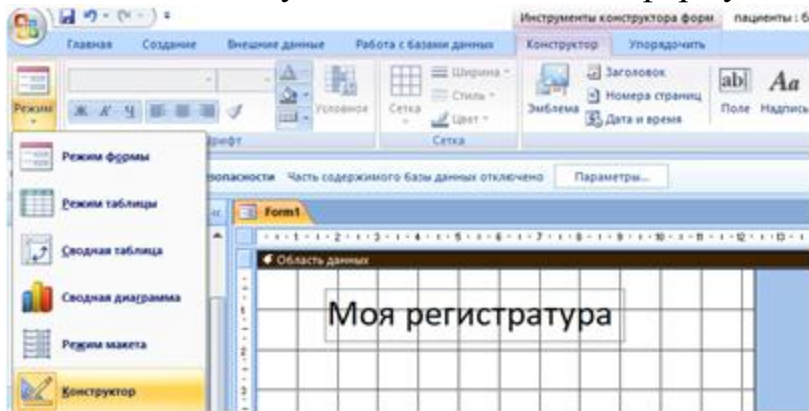 Инструменты конструктора форм пациенты : б
Главная Создание Внешние данные Работа с базами данных Конструктор Упорядочить
Режим
Ж К Ч
Условное
Сетка
Ширина
Стиль
Цвет
Эмблема
Заголовок
Номера страниц
Дата и время
ab|
Поле
Aa
Надпись
Сетка
Режим формы
Режим таблицы
Сводная таблица
Сводная диаграмма
Режим макета
Конструктор
Часть содержимого базы данных отключено Параметры...
Form1
Область данных
Моя регистратура